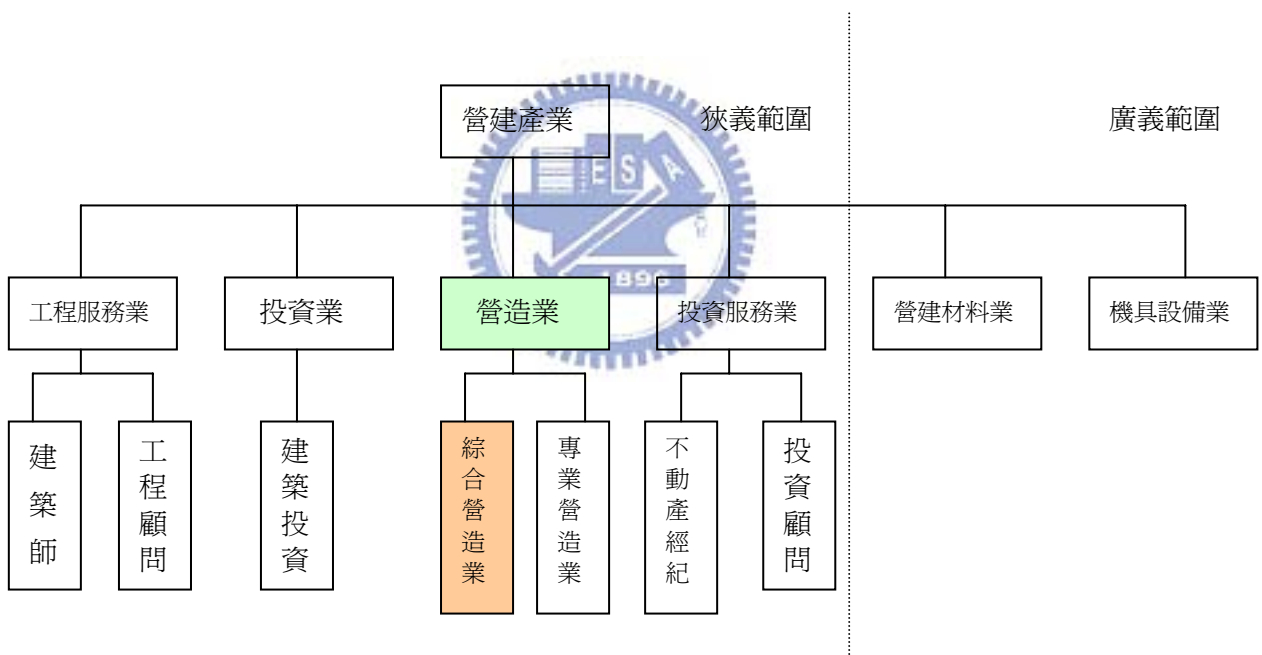 營建產業
狹義範圍
廣義範圍
ESA
1896
工程服務業
投資業
營造業
投資服務業
營建材料業
機具設備業
建築師
工程顧問
建築投資
綜合營造業
專業營造業
不動產經紀
投資顧問